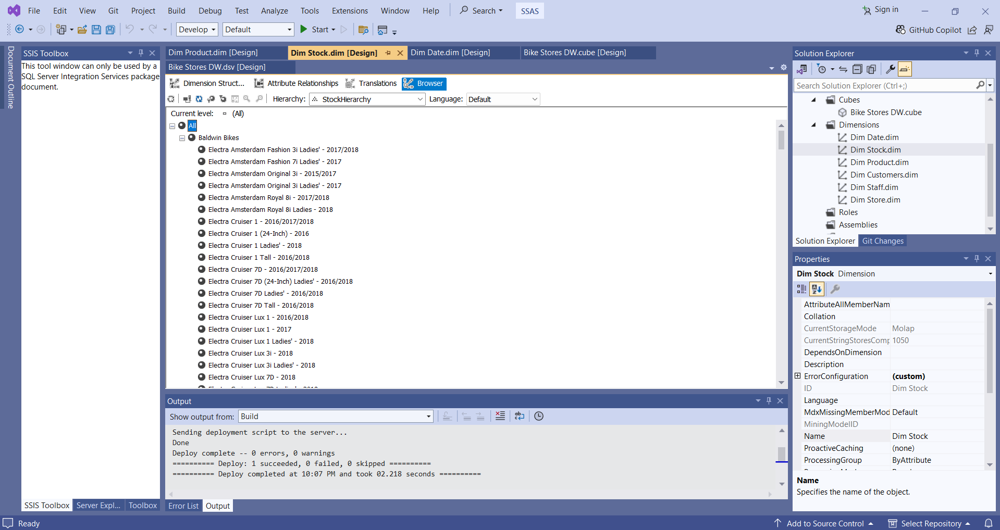 File Edit View Git Project Build Debug Test Analyze Tools Extensions Window Help Search SSAS Sign in
Develop Default Start GitHub Copilot
Document Outline
SSIS Toolbox
This tool window can only be used by a
SQL Server Integration Services package
document.
SSIS Toolbox Server Expl... Toolbox
Dim Product.dim [Design] Dim Stock.dim [Design] Dim Date.dim [Design] Bike Stores DW.cube [Design]
Bike Stores DW.dsv [Design]
Dimension Struct... Attribute Relationships Translations Browser
Hierarchy: StockHierarchy Language: Default
Current level: (All)
All
Baldwin Bikes
Electra Amsterdam Fashion 3i Ladies' - 2017/2018
Electra Amsterdam Fashion 7i Ladies' - 2017
Electra Amsterdam Original 3i - 2015/2017
Electra Amsterdam Original 3i Ladies' - 2017
Electra Amsterdam Royal 8i - 2017/2018
Electra Amsterdam Royal 8i Ladies - 2018
Electra Cruiser 1 - 2016/2017/2018
Electra Cruiser 1 (24-Inch) - 2016
Electra Cruiser 1 Ladies' - 2018
Electra Cruiser 1 Tall - 2016/2018
Electra Cruiser 7D - 2016/2017/2018
Electra Cruiser 7D (24-Inch) Ladies' - 2016/2018
Electra Cruiser 7D Ladies' - 2016/2018
Electra Cruiser 7D Tall - 2016/2018
Electra Cruiser Lux 1 - 2016/2018
Electra Cruiser Lux 1 - 2017
Electra Cruiser Lux 1 Ladies' - 2018
Electra Cruiser Lux 3i - 2018
Electra Cruiser Lux 3i Ladies' - 2018
Electra Cruiser Lux 7D - 2018
Output
Show output from: Build
Sending deployment script to the server...
Done
Deploy complete -- 0 errors, 0 warnings
========== Deploy: 1 succeeded, 0 failed, 0 skipped ==========
========== Deploy completed at 10:07 PM and took 02.218 seconds ==========
Error List Output
Solution Explorer
Search Solution Explorer (Ctrl+;)
Cubes
Bike Stores DW.cube
Dimensions
Dim Date.dim
Dim Stock.dim
Dim Product.dim
Dim Customers.dim
Dim Staff.dim
Dim Store.dim
Roles
Assemblies
Solution Explorer Git Changes
Properties
Dim Stock Dimension
AttributeAllMemberNam
Collation
CurrentStorageMode Molap
CurrentStringStoresComp 1050
DependsOnDimension
Description
ErrorConfiguration (custom)
ID Dim Stock
Language
MdxMissingMemberMod Default
MiningModelID
Name Dim Stock
ProactiveCaching (none)
ProcessingGroup ByAttribute
Name
Specifies the name of the object.
Ready Add to Source Control Select Repository